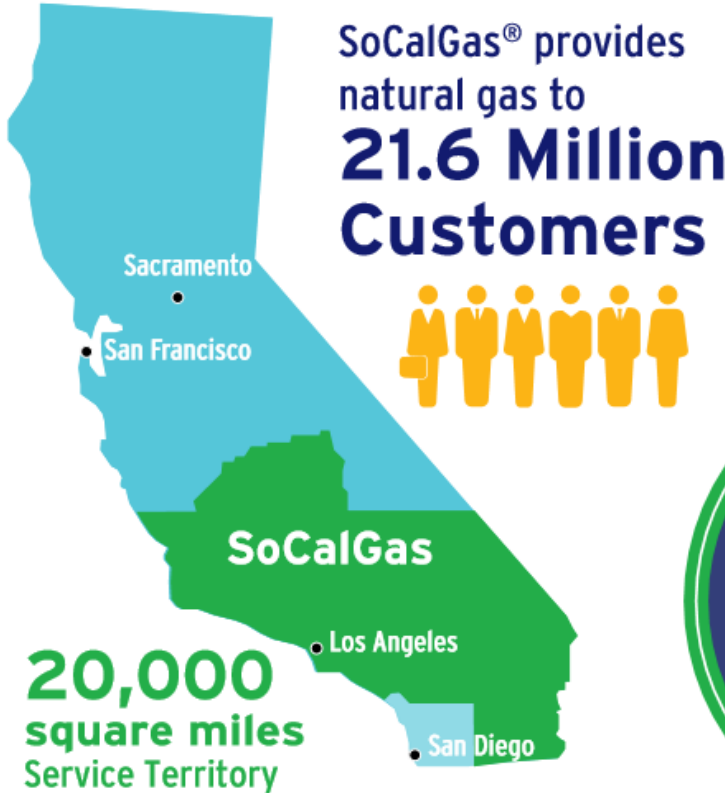 SoCalGas® provides
natural gas to
21.6 Million
Customers
Sacramento
San Francisco
SoCalGas
Los Angeles
20,000
square miles
Service Territory
San Diego